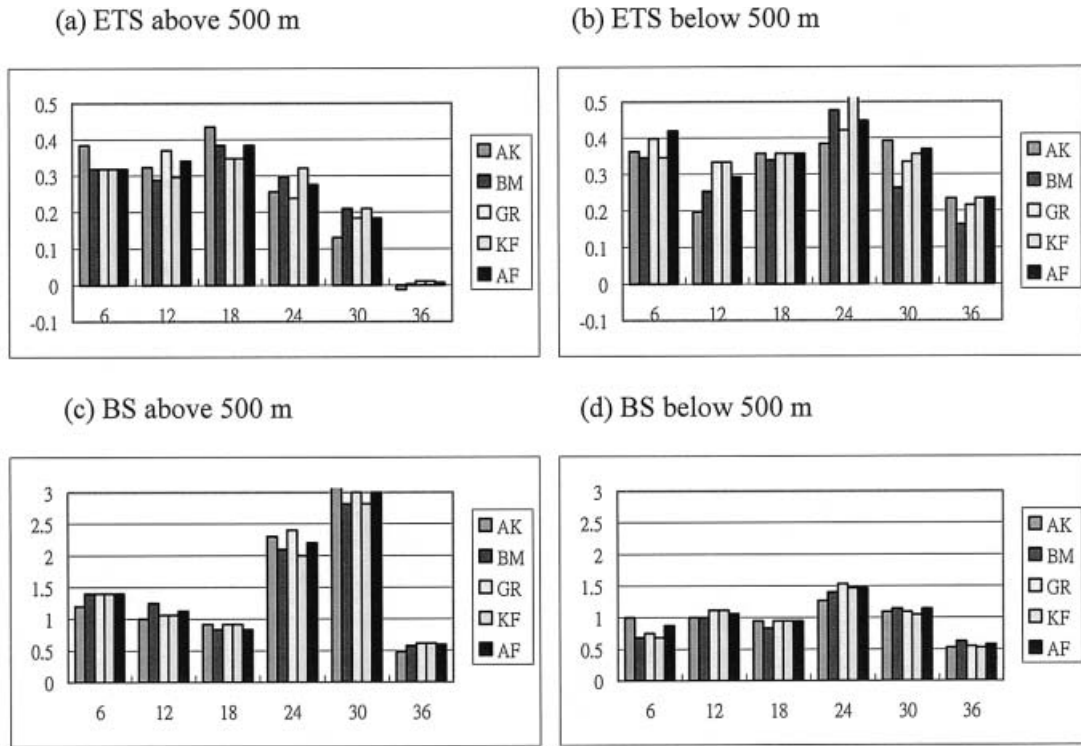 (a) ETS above 500 m
0.5
0.4
0.3
0.2
0.1
0
-0.1
6 12 18 24 30 36
AK
BM
GR
KF
AF
(b) ETS below 500 m
0.5
0.4
0.3
0.2
0.1
0
-0.1
6 12 18 24 30 36
AK
BM
GR
KF
AF
(c) BS above 500 m
3
2.5
2
1.5
1
0.5
0
6 12 18 24 30 36
AK
BM
GR
KF
AF
(d) BS below 500 m
3
2.5
2
1.5
1
0.5
0
6 12 18 24 30 36
AK
BM
GR
KF
AF